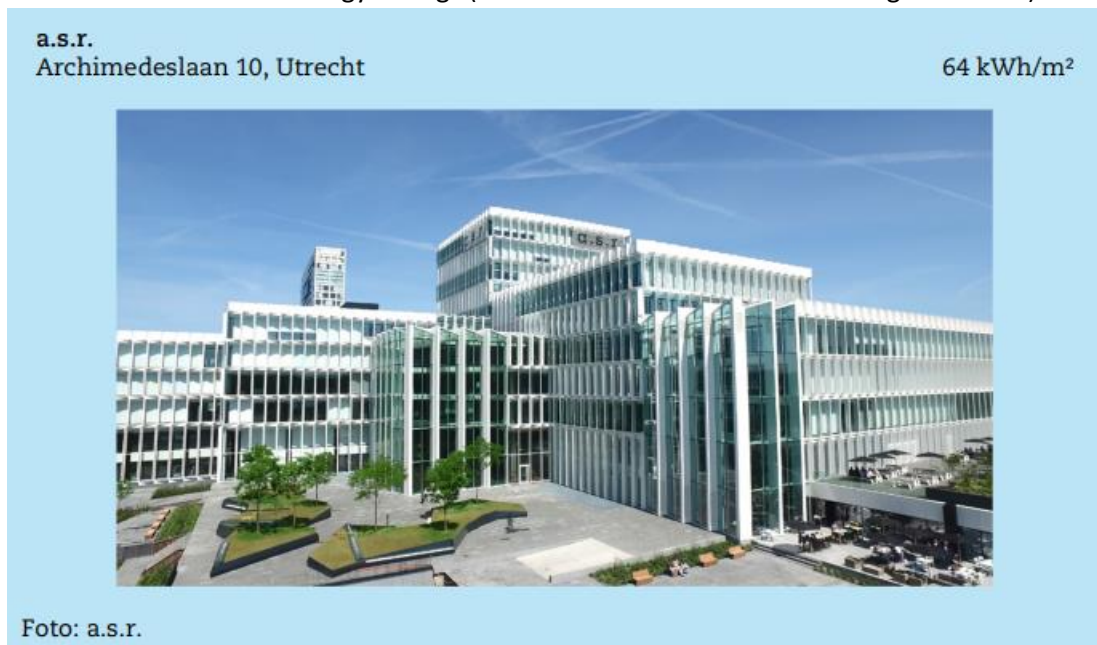 a.s.r.
Archimedeslaan 10, Utrecht
64 kWh/m²
a.s.r.
Foto: a.s.r.